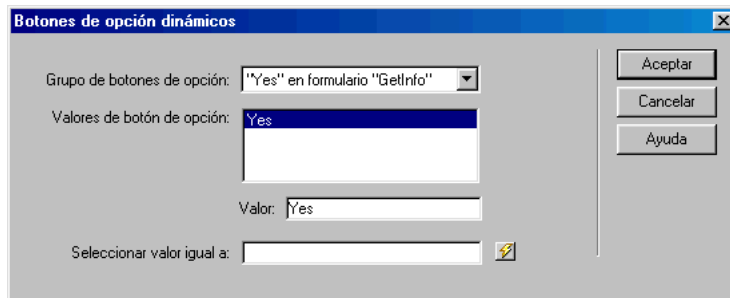 Botones de opción dinámicos
Grupo de botones de opción: "Yes" en formulario "GetInfo"
Valores de botón de opción: Yes
Valor: Yes
Seleccionar valor igual a:
Aceptar
Cancelar
Ayuda